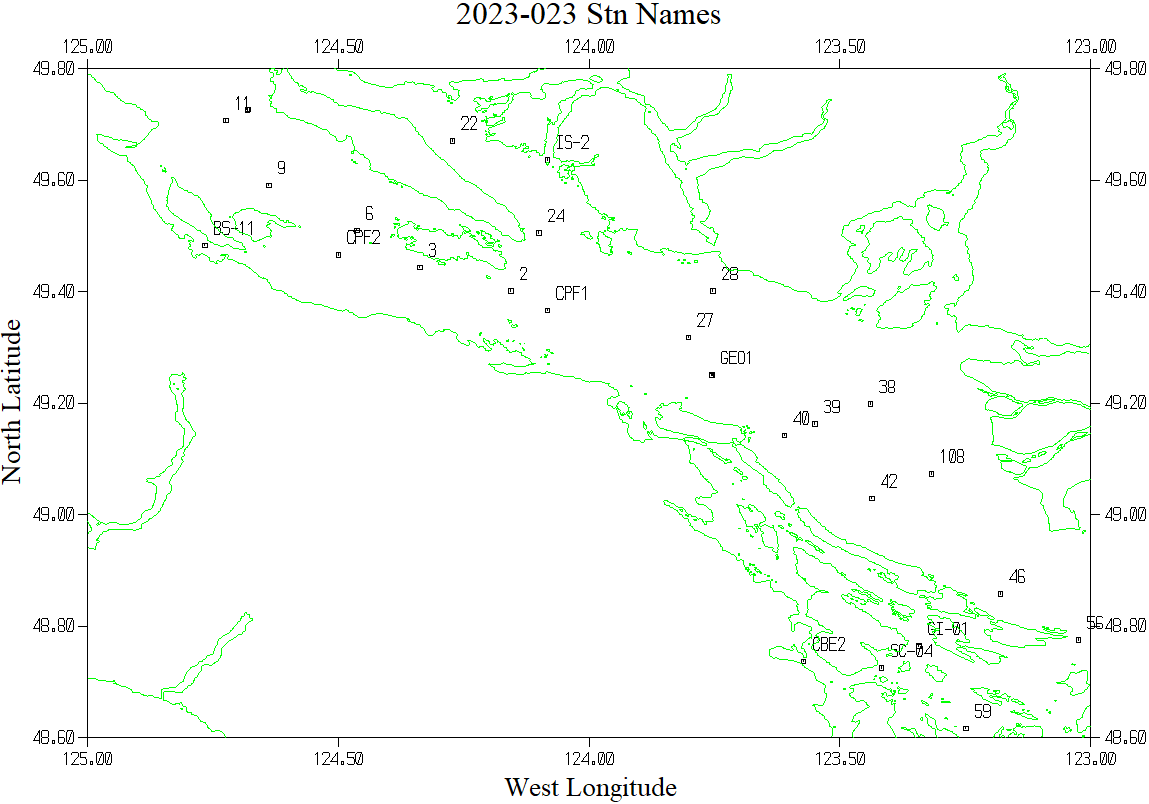 2023-023 Stn Names
125.00 124.50 124.00 123.50 123.00
49.80 49.80
11
22
IS-2
49.60 49.60
9
6
24
BS-11
CPF2
3
2
28
49.40 49.40
CPF1
27
GEO1
38
49.20 49.20
39
40
108
42
49.00 49.00
46
56
48.80 48.80
GI-01
CBE2
SC-04
59
48.60 48.60
125.00 124.50 124.00 123.50 123.00
West Longitude
North Latitude